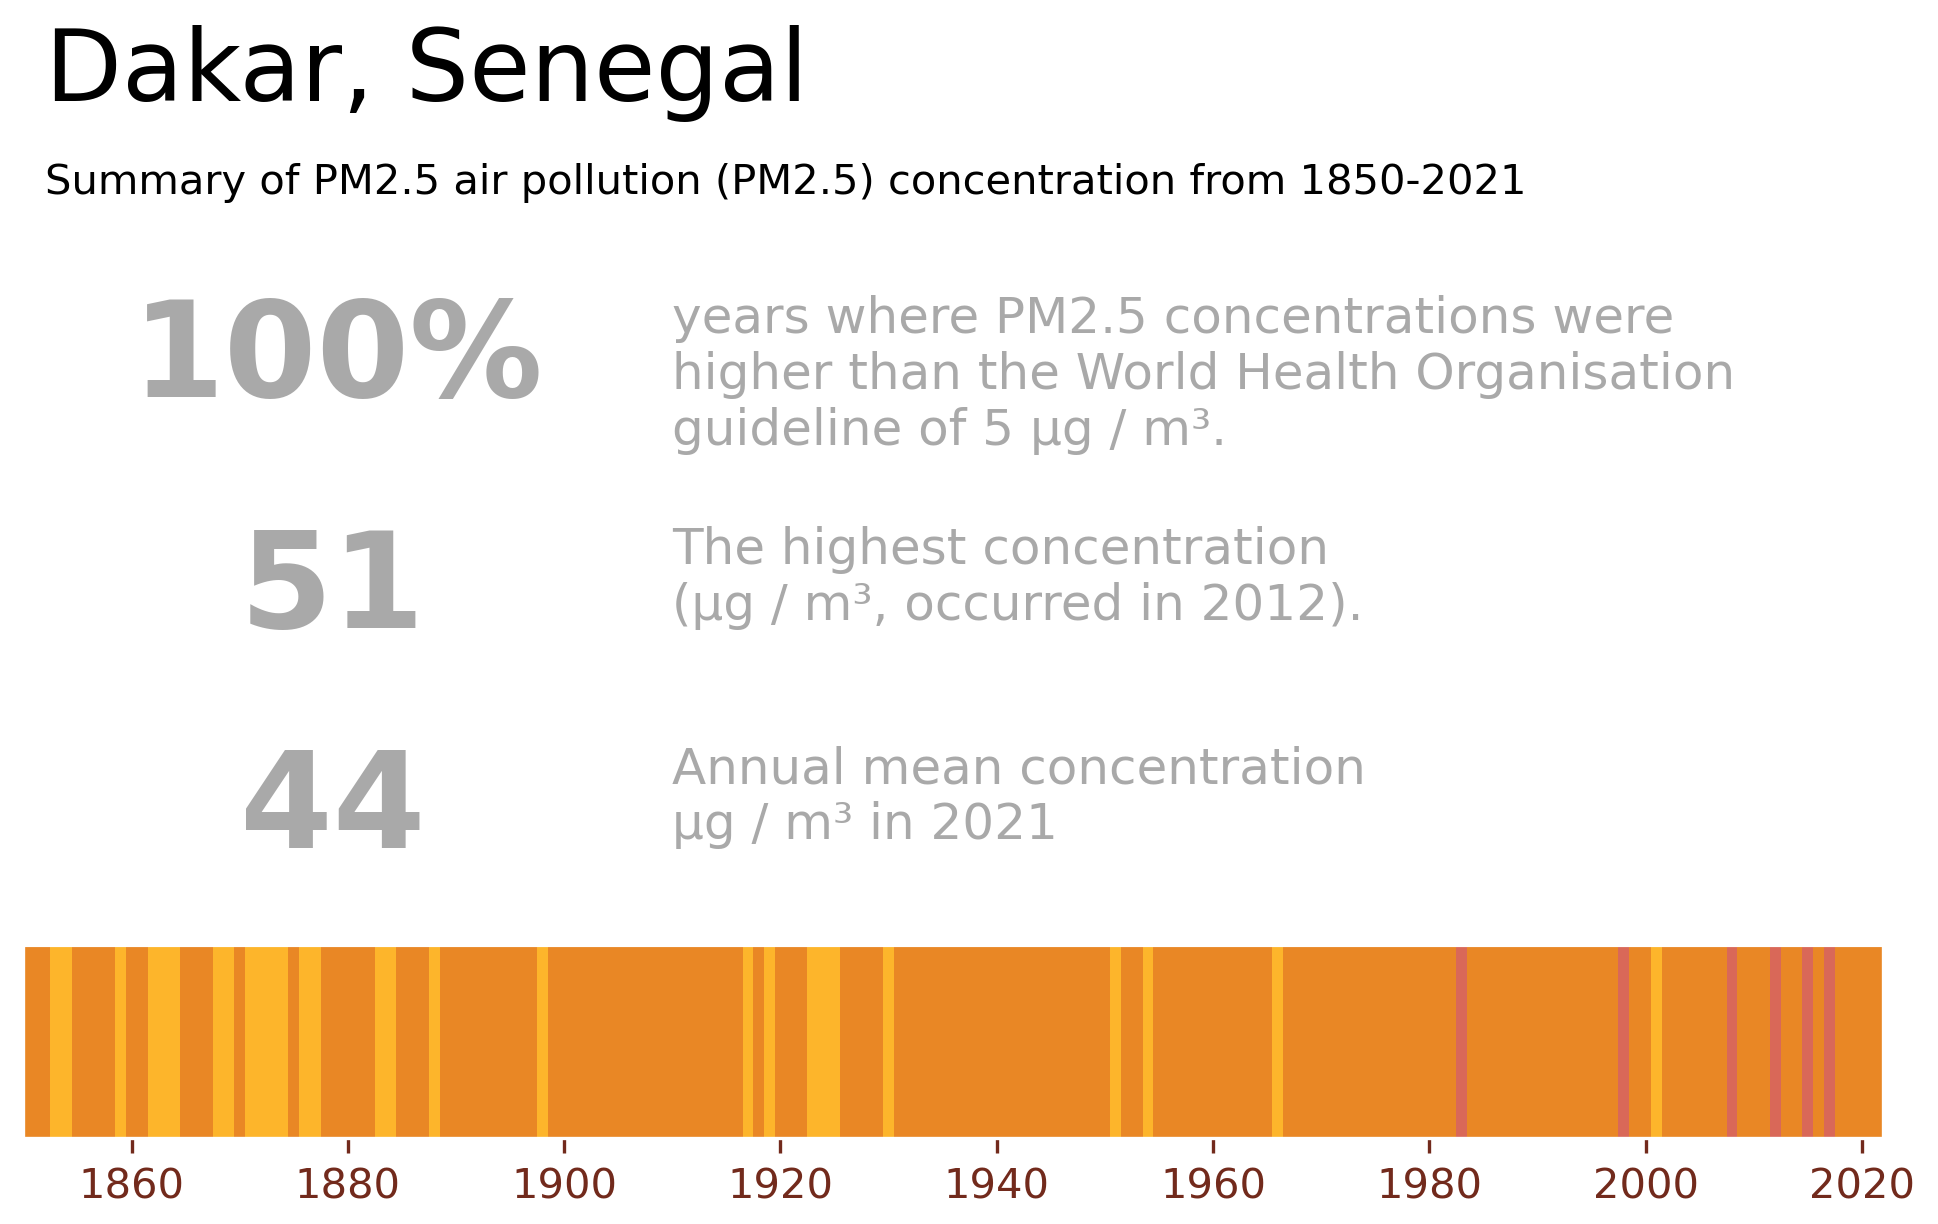 Dakar, Senegal
Summary of PM2.5 air pollution (PM2.5) concentration from 1850-2021
100%
years where PM2.5 concentrations were
higher than the World Health Organisation
guideline of 5 µg / m³.
51
The highest concentration
(µg / m³, occurred in 2012).
44
Annual mean concentration
µg / m³ in 2021
1860 1880 1900 1920 1940 1960 1980 2000 2020